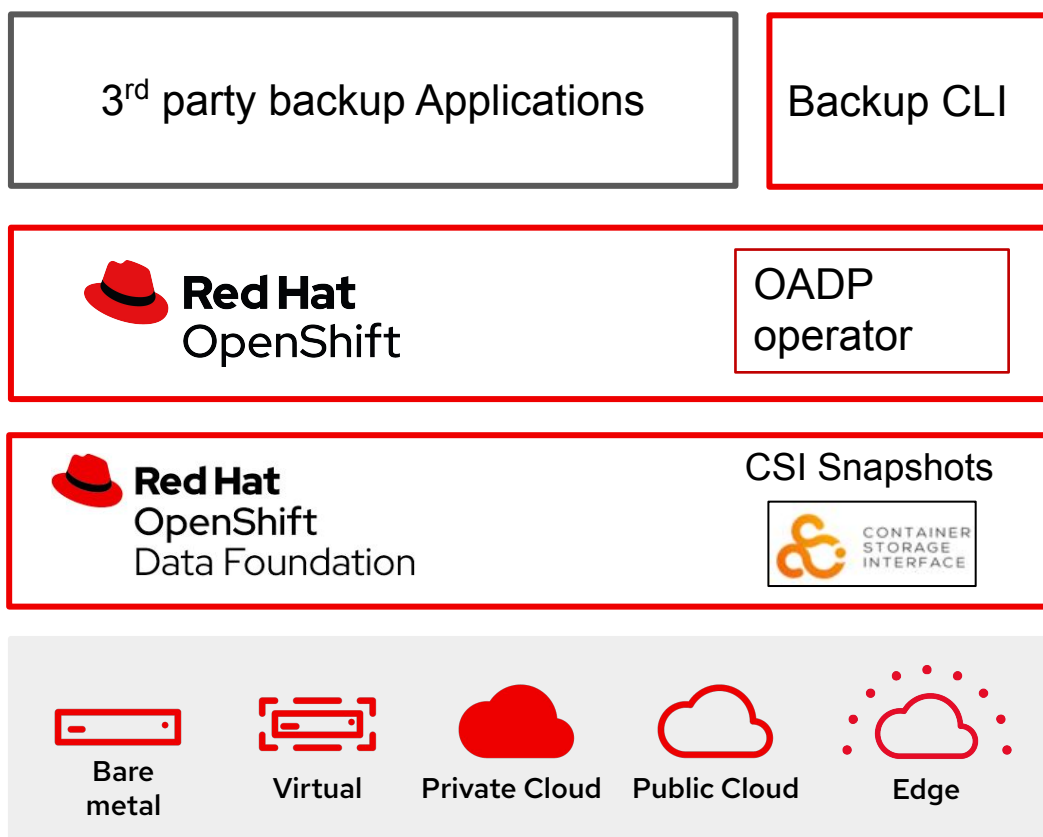 3rd party backup Applications
Backup CLI
Red Hat
OpenShift
OADP
operator
Red Hat
OpenShift
Data Foundation
CSI Snapshots
CONTAINER
STORAGE
INTERFACE
Bare
metal
Virtual
Private Cloud
Public Cloud
Edge